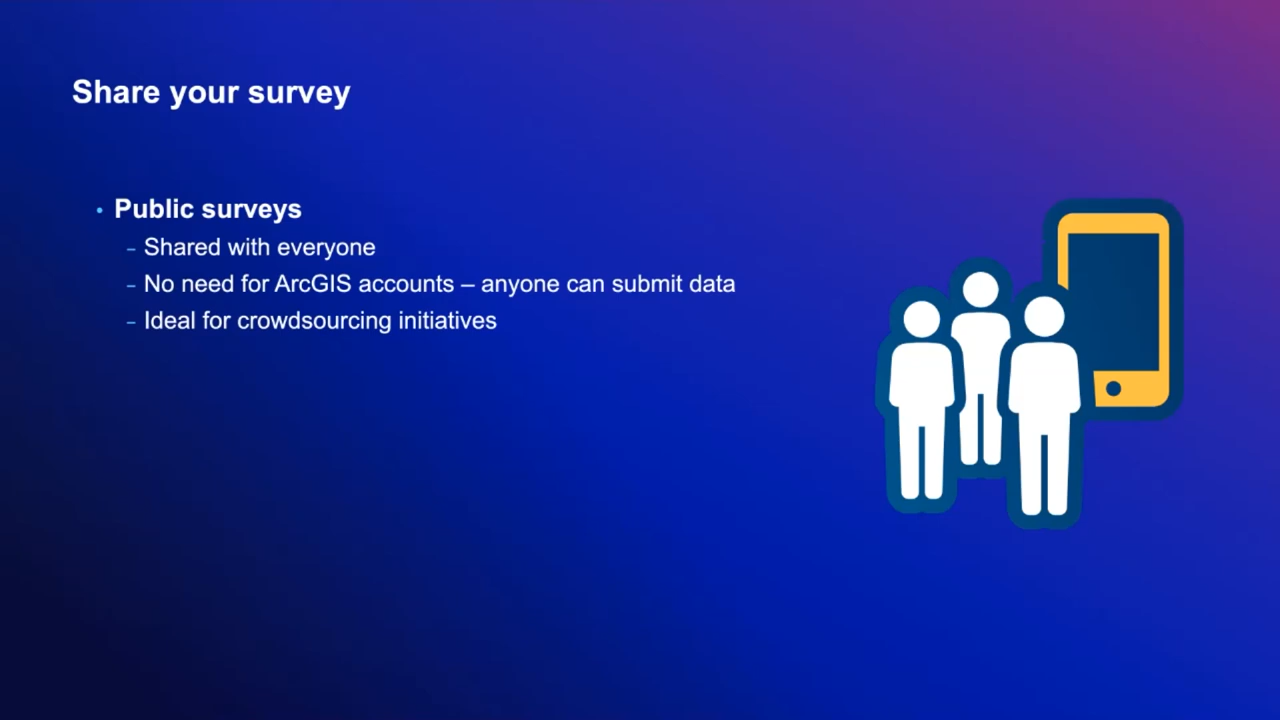 Share your survey
• Public surveys
– Shared with everyone
– No need for ArcGIS accounts – anyone can submit data
– Ideal for crowdsourcing initiatives